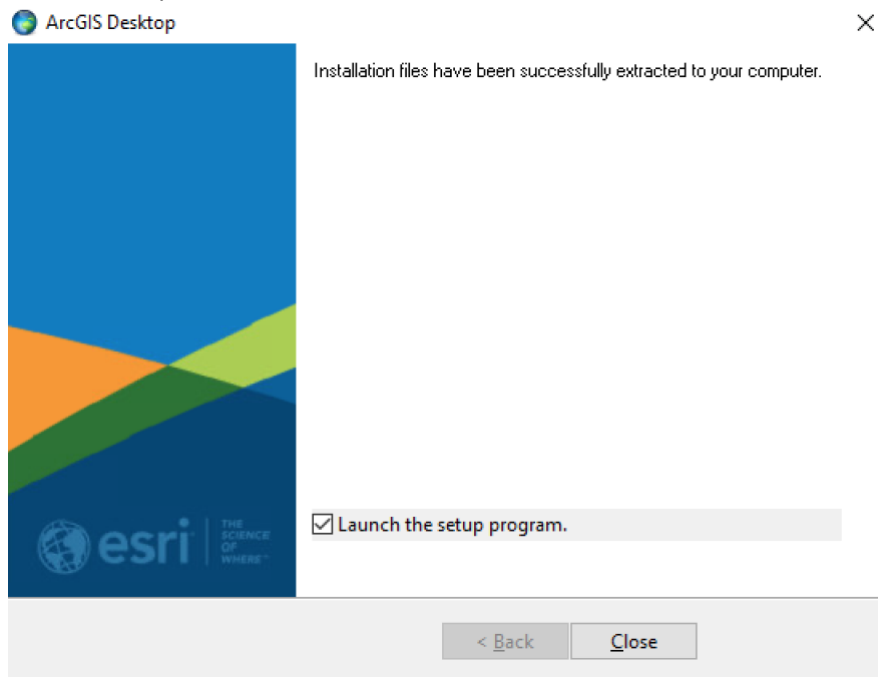 ArcGIS Desktop
Installation files have been successfully extracted to your computer.
Launch the setup program.
esri
THE
SCIENCE
OF
WHERE™
< Back
Close